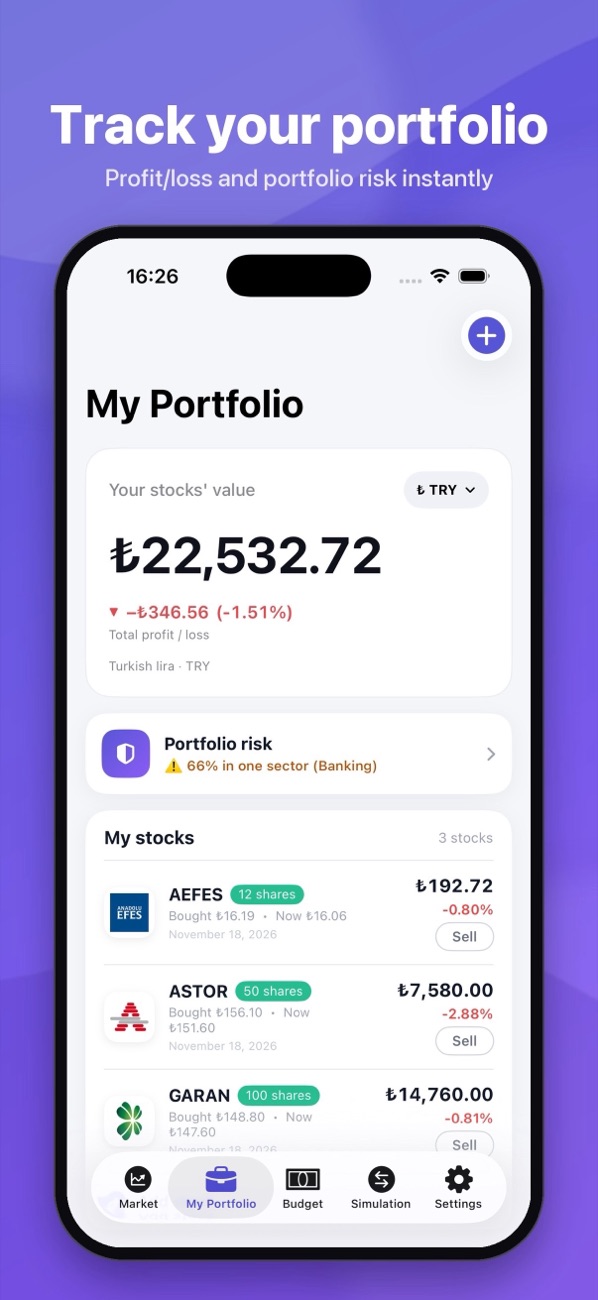 Track your portfolio
Profit/loss and portfolio risk instantly
16:26
My Portfolio
Your stocks' value
₺ TRY
₺22,532.72
▼ −₺346.56 (-1.51%)
Total profit / loss
Turkish lira · TRY
Portfolio risk
⚠️ 66% in one sector (Banking)
My stocks
3 stocks
ANADOLU
EFES
AEFES 12 shares
₺192.72
Bought ₺16.19 • Now ₺16.06
-0.80%
November 18, 2026
Sell
ASTOR 50 shares
₺7,580.00
Bought ₺156.10 • Now
₺151.60
-2.88%
November 18, 2026
Sell
GARAN 100 shares
₺14,760.00
Bought ₺148.80 • Now
₺147.60
-0.81%
November 18, 2026
Sell
Market
My Portfolio
Budget
Simulation
Settings